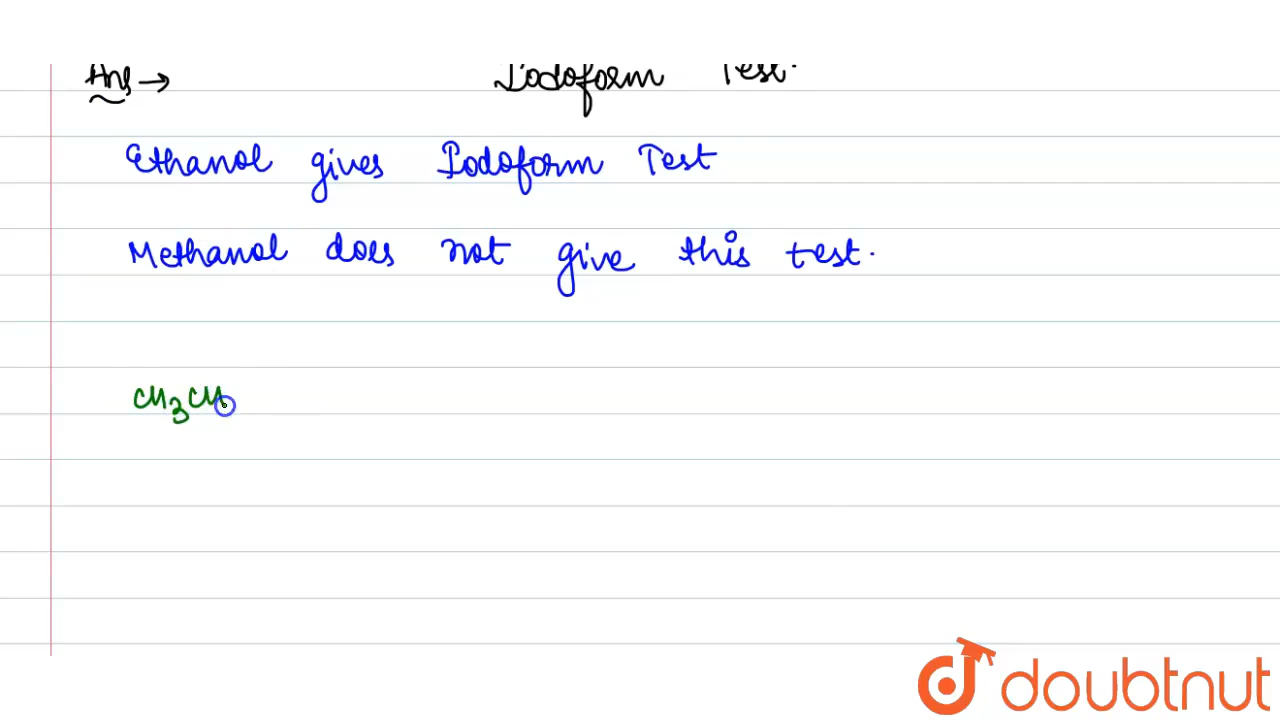 Ans → Iodoform Test.
Ethanol gives Iodoform Test
Methanol does not give this test.
CH3CH
doubtnut